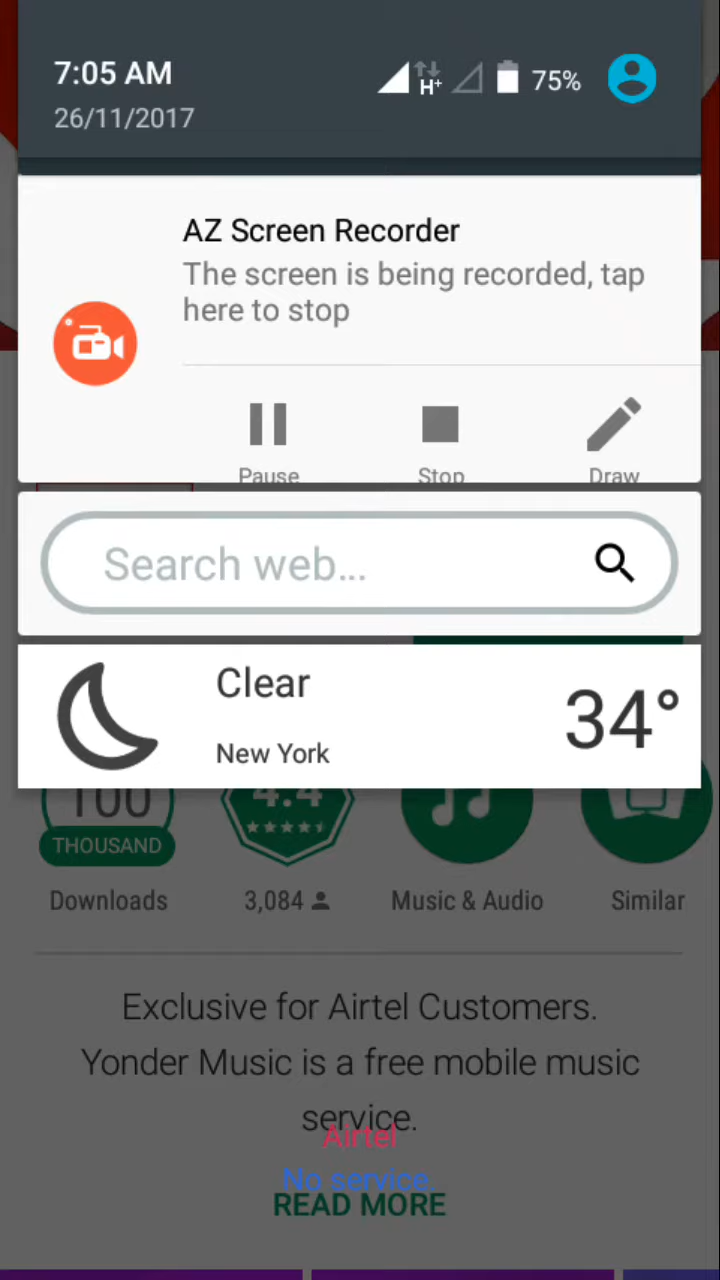 7:05 AM
H+
75%
26/11/2017
AZ Screen Recorder
The screen is being recorded, tap
here to stop
Pause
Stop
Draw
Search web...
Clear
34°
New York
100
4.4
THOUSAND
Downloads
3,084
Music & Audio
Similar
Exclusive for Airtel Customers.
Yonder Music is a free mobile music
service.
Airtel
No service.
READ MORE